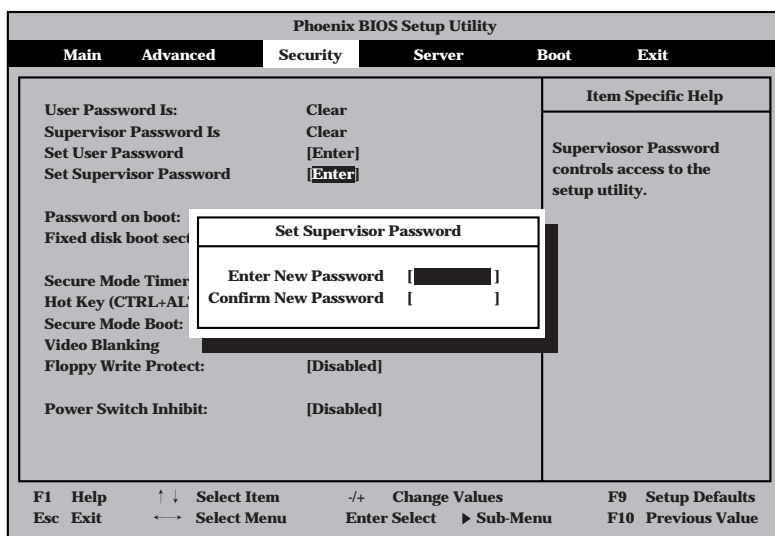 Phoenix BIOS Setup Utility
Main Advanced Security Server Boot Exit
User Password Is: Clear
Supervisor Password Is Clear
Set User Password [Enter]
Set Supervisor Password [Enter]
Password on boot:
Fixed disk boot sect
Secure Mode Timer
Hot Key (CTRL+AL
Secure Mode Boot:
Video Blanking
Floppy Write Protect: [Disabled]
Power Switch Inhibit: [Disabled]
Set Supervisor Password
Enter New Password [ ]
Confirm New Password [ ]
Item Specific Help
Superviosor Password
controls access to the
setup utility.
F1 Help ↑↓ Select Item -/+ Change Values F9 Setup Defaults
Esc Exit ←→ Select Menu Enter Select ▶ Sub-Menu F10 Previous Value